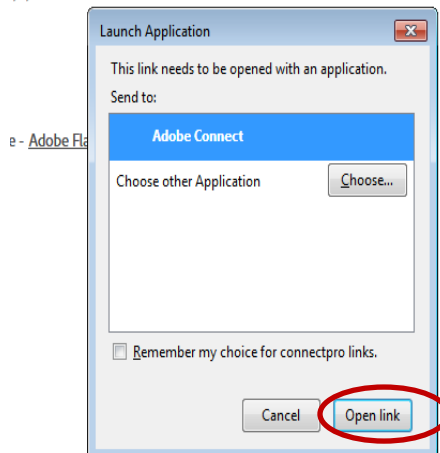 Launch Application
This link needs to be opened with an application.
Send to:
e - Adobe Fla
Adobe Connect
Choose other Application
Choose...
Remember my choice for connectpro links.
Cancel
Open link